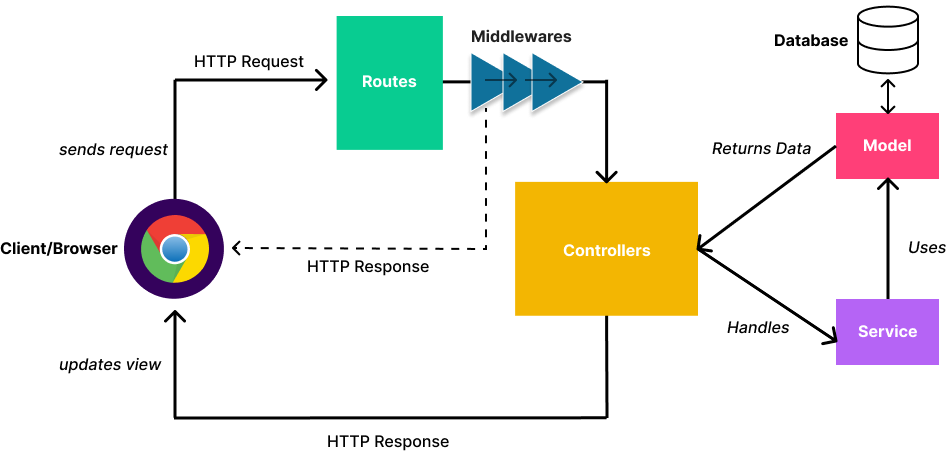 Middlewares
Database
HTTP Request
Routes
sends request
Returns Data
Model
Client/Browser
HTTP Response
Controllers
Uses
Handles
Service
updates view
HTTP Response